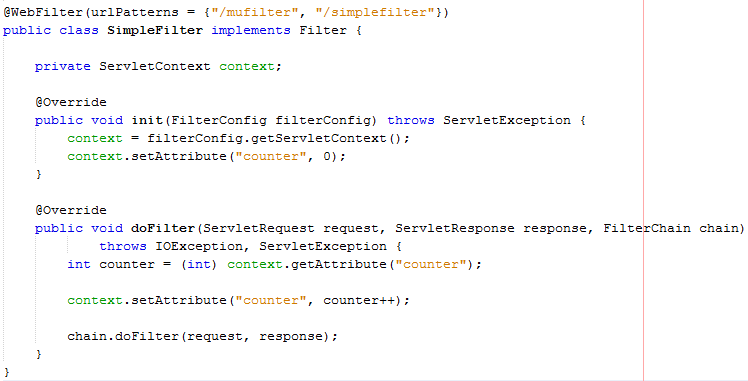 @WebFilter(urlPatterns = {"/mufilter", "/simplefilter"})
public class SimpleFilter implements Filter {
private ServletContext context;
@Override
public void init(FilterConfig filterConfig) throws ServletException {
context = filterConfig.getServletContext();
context.setAttribute("counter", 0);
}
@Override
public void doFilter(ServletRequest request, ServletResponse response, FilterChain chain)
throws IOException, ServletException {
int counter = (int) context.getAttribute("counter");
context.setAttribute("counter", counter++);
chain.doFilter(request, response);
}
}